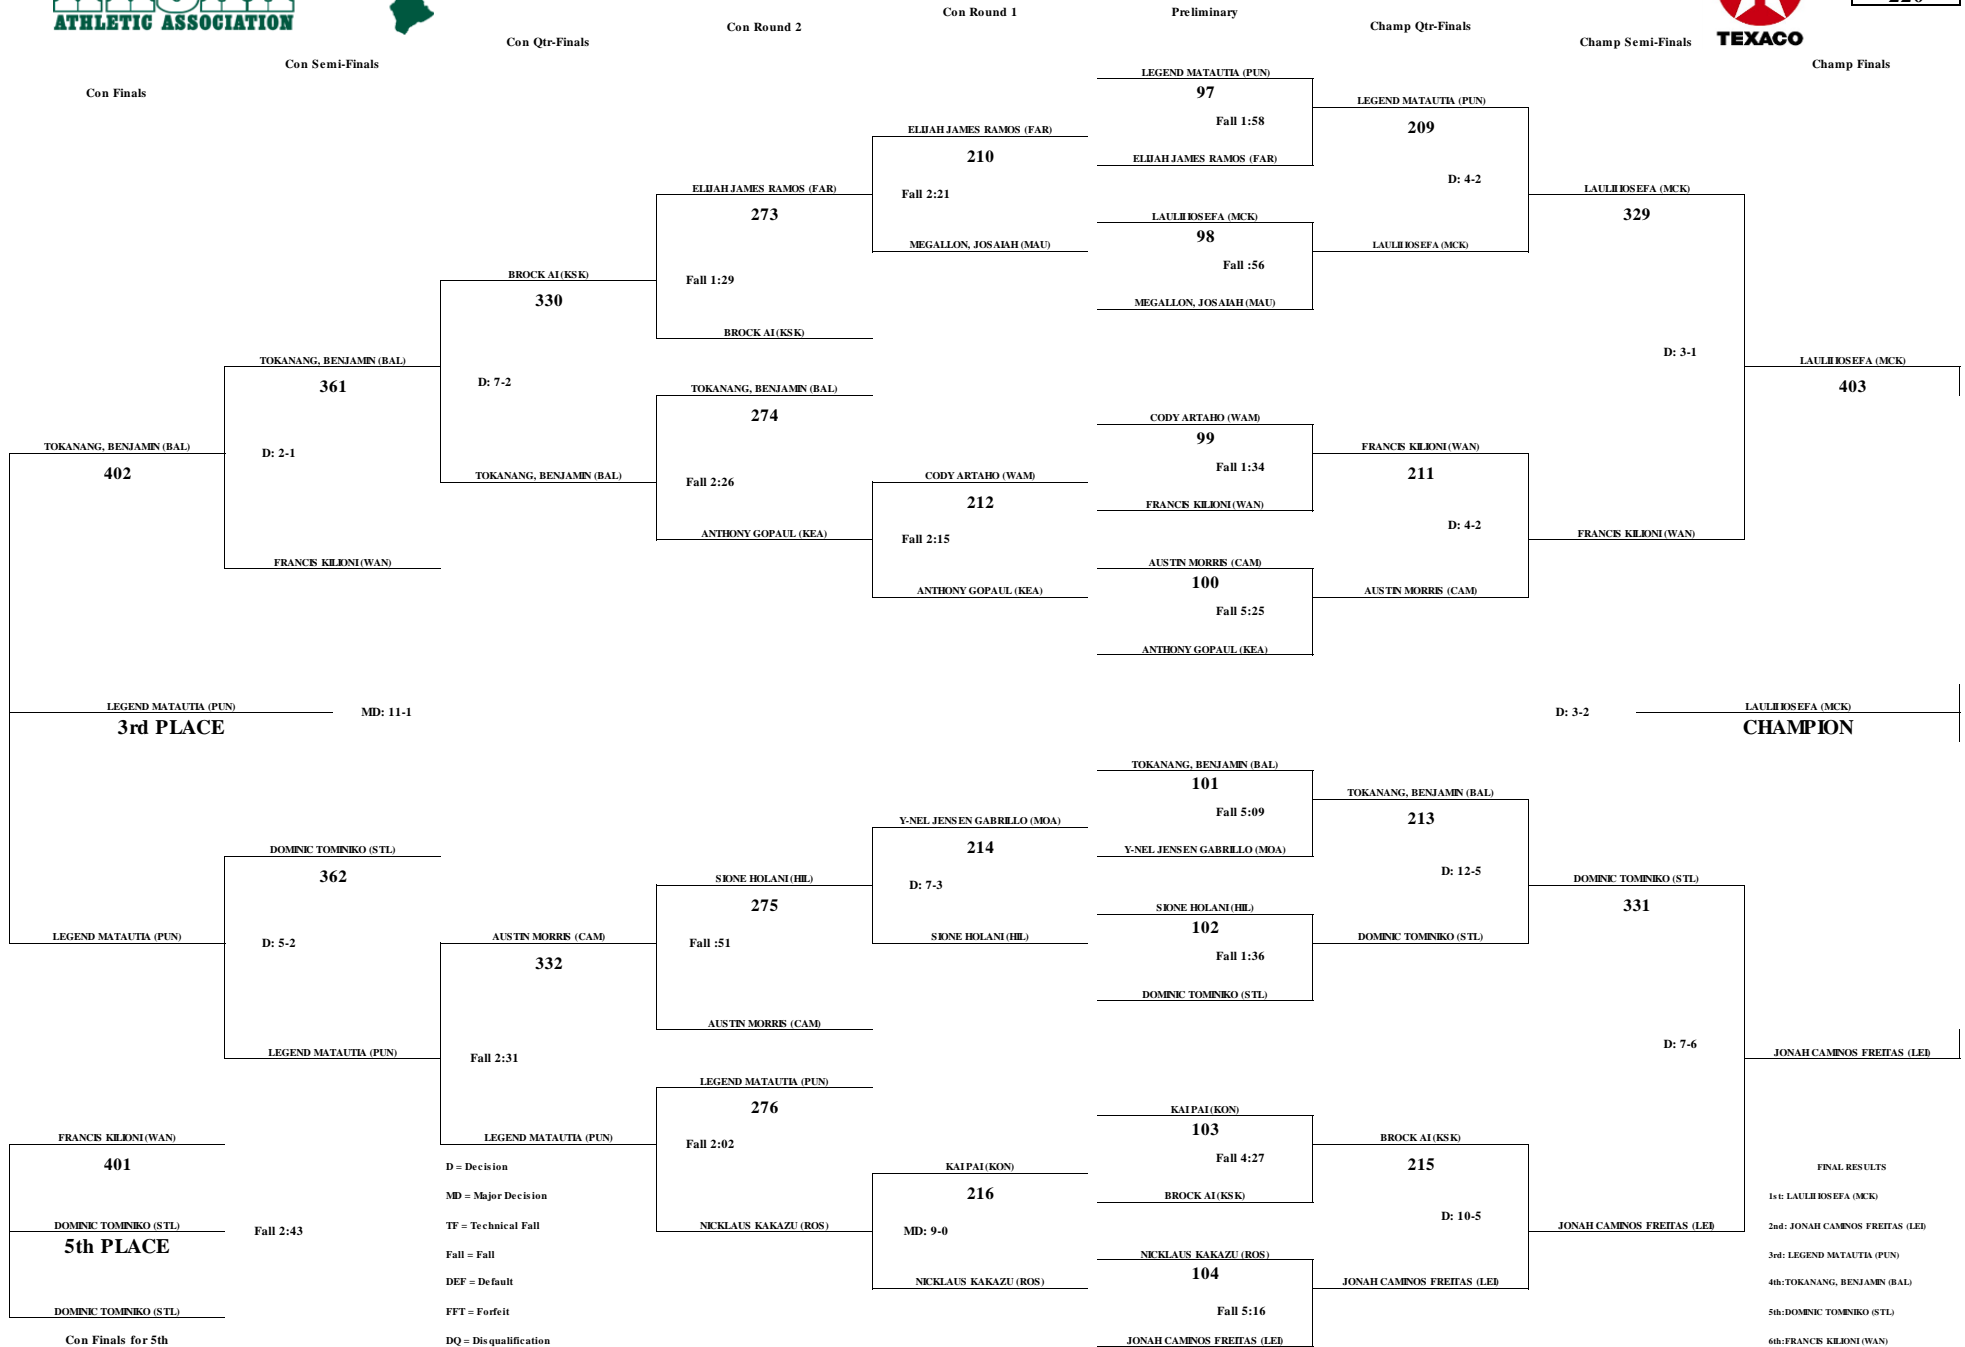 ATHLETIC ASSOCIATION
TEXACO
Con Finals
Con Semi-Finals
Con Qtr-Finals
Con Round 2
Con Round 1
Preliminary
Champ Qtr-Finals
Champ Semi-Finals
Champ Finals
LEGEND MATAUTIA (PUN)
97
Fall 1:58
ELIJAH JAMES RAMOS (FAR)
LAULII IOSEFA (MCK)
98
Fall :56
MEGALLON, JOSAIAH (MAU)
CODY ARTAHO (WAM)
99
Fall 1:34
FRANCIS KILIONI (WAN)
AUSTIN MORRIS (CAM)
100
Fall 5:25
ANTHONY GOPAUL (KEA)
TOKANANG, BENJAMIN (BAL)
101
Fall 5:09
Y-NEL JENSEN GABRILLO (MOA)
SIONE HOLANI (HIL)
102
Fall 1:36
DOMINIC TOMINIKO (STL)
KAI PAI (KON)
103
Fall 4:27
BROCK AI (KSK)
NICKLAUS KAKAZU (ROS)
104
Fall 5:16
JONAH CAMINOS FREITAS (LEI)
LEGEND MATAUTIA (PUN)
209
D: 4-2
LAULII IOSEFA (MCK)
FRANCIS KILIONI (WAN)
211
D: 4-2
AUSTIN MORRIS (CAM)
TOKANANG, BENJAMIN (BAL)
213
D: 12-5
DOMINIC TOMINIKO (STL)
BROCK AI (KSK)
215
D: 10-5
JONAH CAMINOS FREITAS (LEI)
LAULII IOSEFA (MCK)
329
D: 3-1
FRANCIS KILIONI (WAN)
DOMINIC TOMINIKO (STL)
331
D: 7-6
JONAH CAMINOS FREITAS (LEI)
LAULII IOSEFA (MCK)
403
D: 3-2
LAULII IOSEFA (MCK)
CHAMPION
JONAH CAMINOS FREITAS (LEI)
ELIJAH JAMES RAMOS (FAR)
210
Fall 2:21
MEGALLON, JOSAIAH (MAU)
CODY ARTAHO (WAM)
212
Fall 2:15
ANTHONY GOPAUL (KEA)
Y-NEL JENSEN GABRILLO (MOA)
214
D: 7-3
SIONE HOLANI (HIL)
KAI PAI (KON)
216
MD: 9-0
NICKLAUS KAKAZU (ROS)
ELIJAH JAMES RAMOS (FAR)
273
Fall 1:29
BROCK AI (KSK)
TOKANANG, BENJAMIN (BAL)
274
Fall 2:26
ANTHONY GOPAUL (KEA)
SIONE HOLANI (HIL)
275
Fall :51
AUSTIN MORRIS (CAM)
LEGEND MATAUTIA (PUN)
276
Fall 2:02
NICKLAUS KAKAZU (ROS)
BROCK AI (KSK)
330
D: 7-2
TOKANANG, BENJAMIN (BAL)
AUSTIN MORRIS (CAM)
332
Fall 2:31
LEGEND MATAUTIA (PUN)
TOKANANG, BENJAMIN (BAL)
361
D: 2-1
FRANCIS KILIONI (WAN)
DOMINIC TOMINIKO (STL)
362
D: 5-2
LEGEND MATAUTIA (PUN)
TOKANANG, BENJAMIN (BAL)
402
LEGEND MATAUTIA (PUN)
3rd PLACE
MD: 11-1
LEGEND MATAUTIA (PUN)
FRANCIS KILIONI (WAN)
401
DOMINIC TOMINIKO (STL)
5th PLACE
Fall 2:43
DOMINIC TOMINIKO (STL)
Con Finals for 5th
D = Decision
MD = Major Decision
TF = Technical Fall
Fall = Fall
DEF = Default
FFT = Forfeit
DQ = Disqualification
FINAL RESULTS
1st: LAULII IOSEFA (MCK)
2nd: JONAH CAMINOS FREITAS (LEI)
3rd: LEGEND MATAUTIA (PUN)
4th:TOKANANG, BENJAMIN (BAL)
5th:DOMINIC TOMINIKO (STL)
6th:FRANCIS KILIONI (WAN)